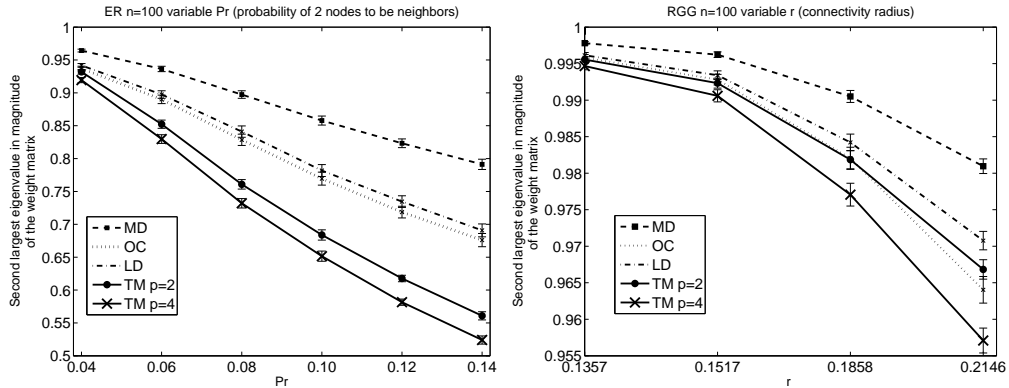 ER n=100 variable Pr (probability of 2 nodes to be neighbors)
Second largest eigenvalue in magnitude
of the weight matrix
1
0.95
0.9
0.85
0.8
0.75
0.7
0.65
0.6
0.55
0.5
MD
OC
LD
TM p=2
TM p=4
0.04
0.06
0.08
0.10
0.12
0.14
Pr
RGG n=100 variable r (connectivity radius)
Second largest eigenvalue in magnitude
of the weight matrix
1
0.995
0.99
0.985
0.98
0.975
0.97
0.965
0.96
0.955
MD
OC
LD
TM p=2
TM p=4
0.1357
0.1517
0.1858
0.2146
r